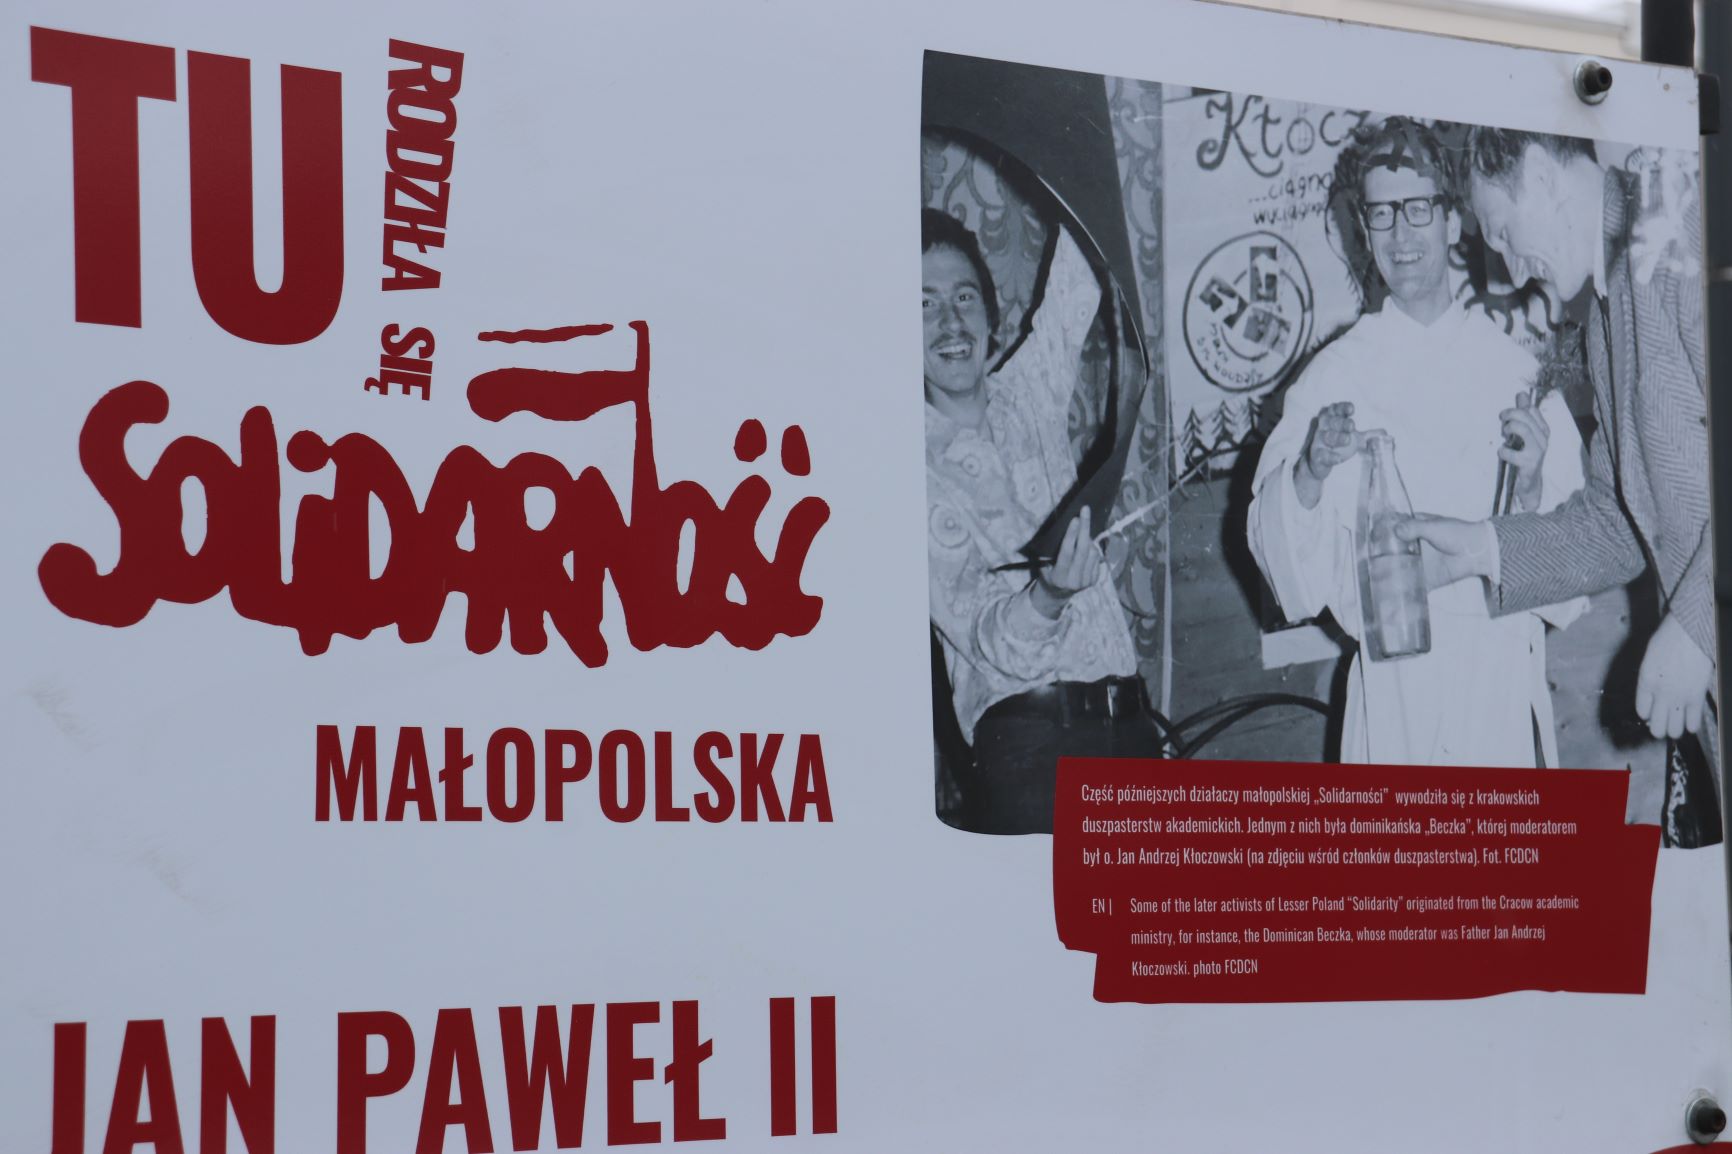 TU
RODZIŁA SIĘ
SOLiDARNOŚĆ
MAŁOPOLSKA
JAN PAWEŁ II
...ciągnę
Część późniejszych działaczy małopolskiej „Solidarności” wywodziła się z krakowskich
duszpasterstw akademickich. Jednym z nich była dominikańska „Beczka”, której moderatorem
był o. Jan Andrzej Kłoczowski (na zdjęciu wśród członków duszpasterstwa). Fot. FCDCN
EN | Some of the later activists of Lesser Poland “Solidarity” originated from the Cracow academic
ministry, for instance, the Dominican Beczka, whose moderator was Father Jan Andrzej
Kłoczowski. photo FCDCN